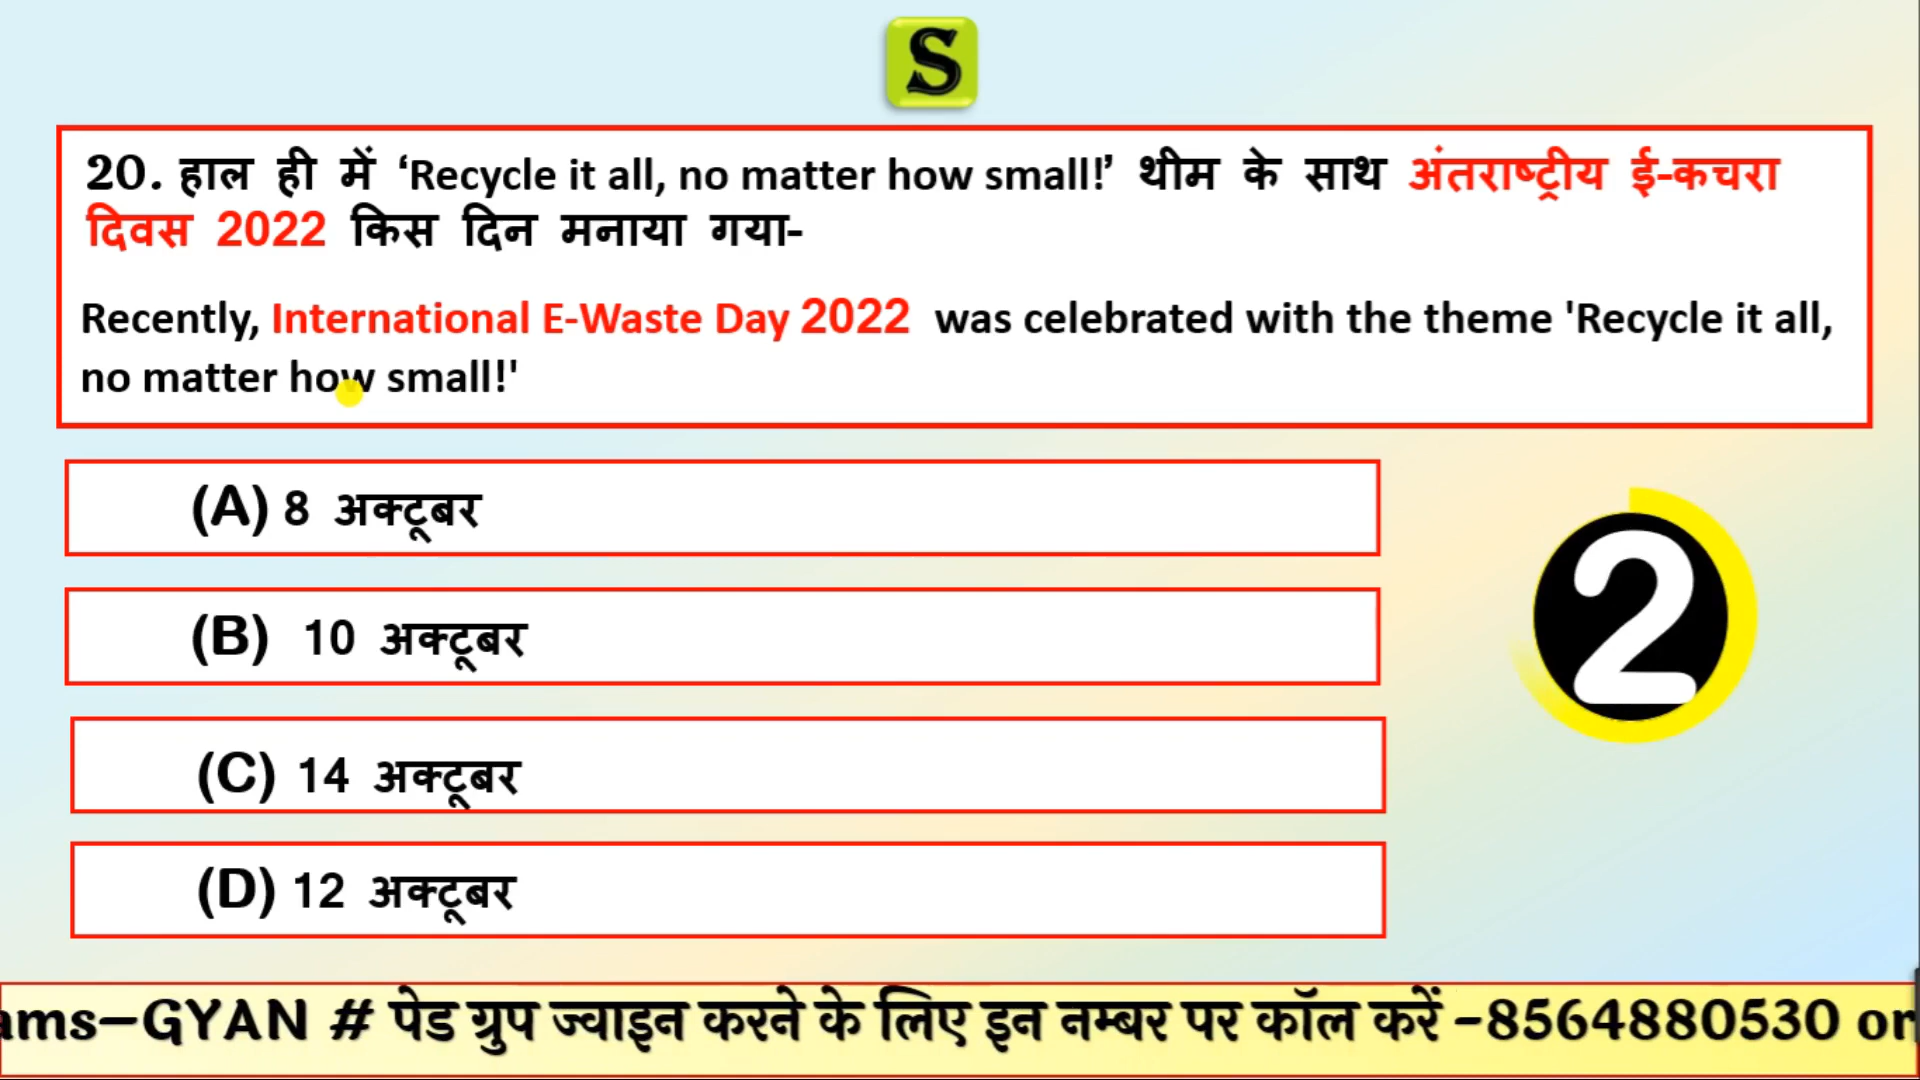 S
20. हाल ही में ‘Recycle it all, no matter how small!’ थीम के साथ अंतराष्ट्रीय ई-कचरा
दिवस 2022 किस दिन मनाया गया-
Recently, International E-Waste Day 2022 was celebrated with the theme 'Recycle it all,
no matter how small!'
(A) 8 अक्टूबर
(B) 10 अक्टूबर
2
(C) 14 अक्टूबर
(D) 12 अक्टूबर
ams–GYAN # पेड ग्रुप ज्वाइन करने के लिए इन नम्बर पर कॉल करें -8564880530 or